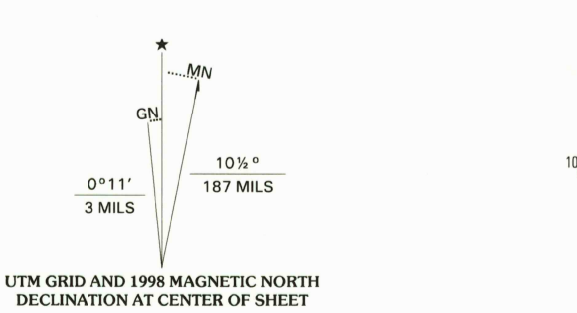 ★
MN
GN
10½°
187 MILS
0°11′
3 MILS
10
UTM GRID AND 1998 MAGNETIC NORTH
DECLINATION AT CENTER OF SHEET